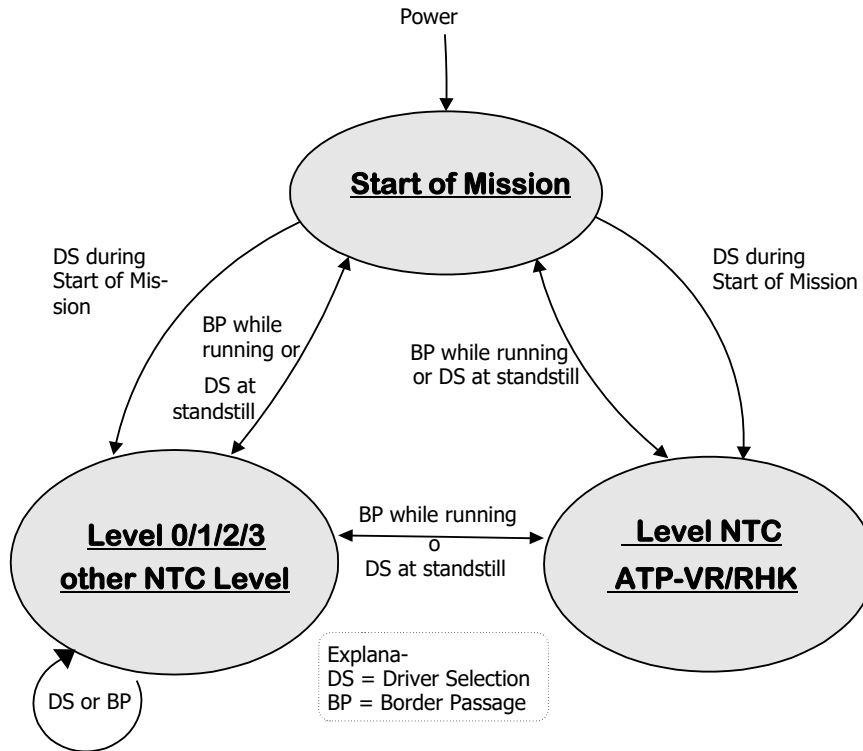 Power
Start of Mission
DS during
Start of Mis-
sion
DS during
Start of Mission
BP while
running or
DS at
standstill
BP while running
or DS at standstill
Level 0/1/2/3
other NTC Level
BP while running
o
DS at standstill
Level NTC
ATP-VR/RHK
DS or BP
Explana-
DS = Driver Selection
BP = Border Passage